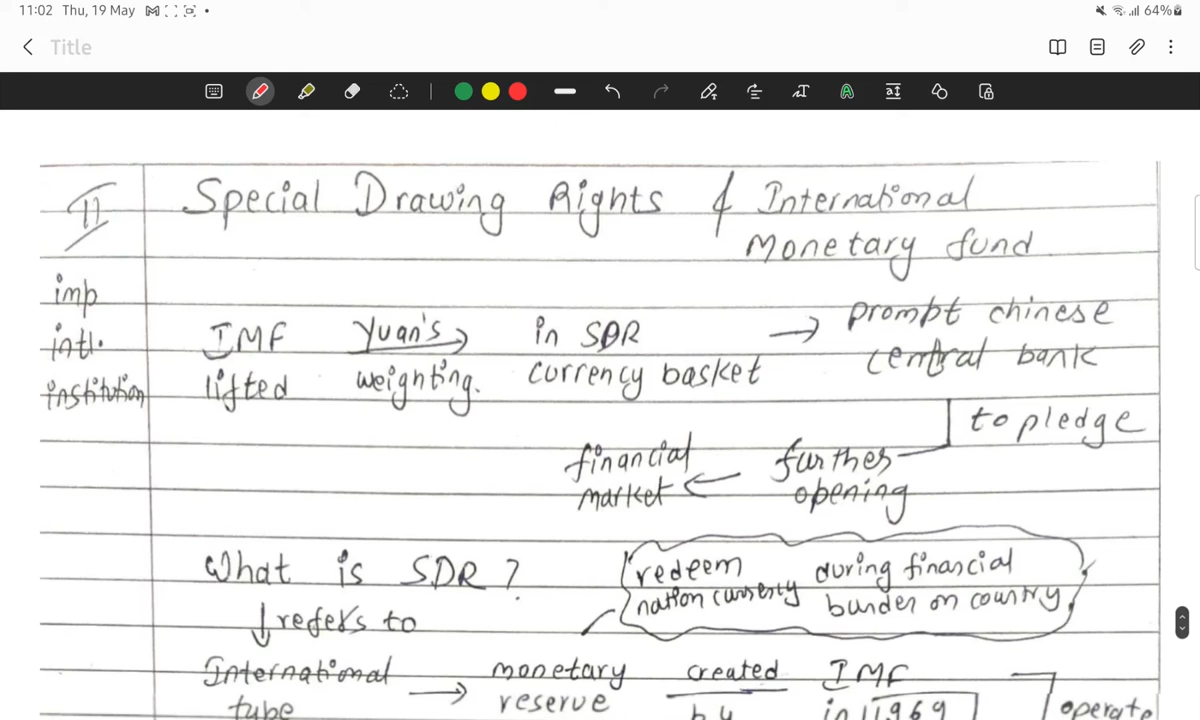 11:02 Thu, 19 May
64%
Title
II
Special Drawing Rights & International
Monetary fund
imp
intl.
institution
IMF Yuan's → in SDR → prompt chinese
lifted weighting. currency basket central bank
to pledge
financial ← further
market opening
What is SDR?
↓ refers to
redeem during financial
nation currency burden on country
International → monetary created IMF
type reserve by in 1969
operate